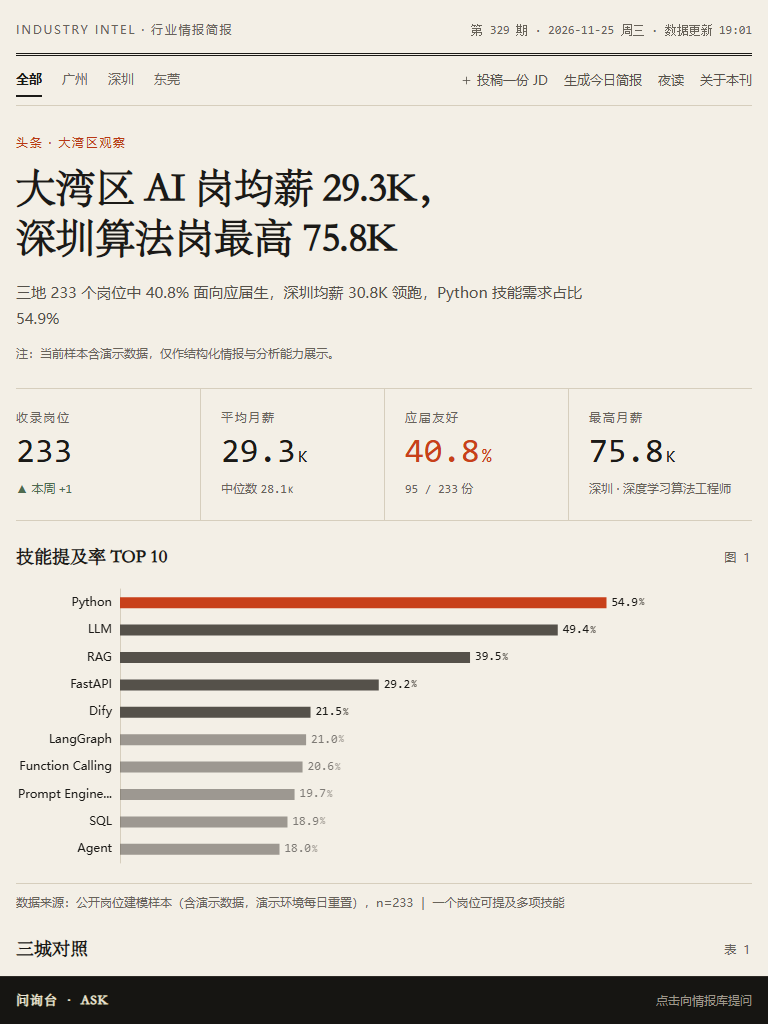 INDUSTRY INTEL · 行业情报简报
第 329 期 · 2026-11-25 周三 · 数据更新 19:01
全部 广州 深圳 东莞
+ 投稿一份 JD 生成今日简报 夜读 关于本刊
头条 · 大湾区观察
大湾区 AI 岗均薪 29.3K，
深圳算法岗最高 75.8K
三地 233 个岗位中 40.8% 面向应届生，深圳均薪 30.8K 领跑，Python 技能需求占比
54.9%
注：当前样本含演示数据，仅作结构化情报与分析能力展示。
收录岗位
233
▲ 本周 +1
平均月薪
29.3K
中位数 28.1K
应届友好
40.8%
95 / 233 份
最高月薪
75.8K
深圳 · 深度学习算法工程师
技能提及率 TOP 10
图 1
Python 54.9%
LLM 49.4%
RAG 39.5%
FastAPI 29.2%
Dify 21.5%
LangGraph 21.0%
Function Calling 20.6%
Prompt Engine... 19.7%
SQL 18.9%
Agent 18.0%
数据来源：公开岗位建模样本（含演示数据，演示环境每日重置），n=233 | 一个岗位可提及多项技能
三城对照
表 1
问询台 · ASK
点击向情报库提问